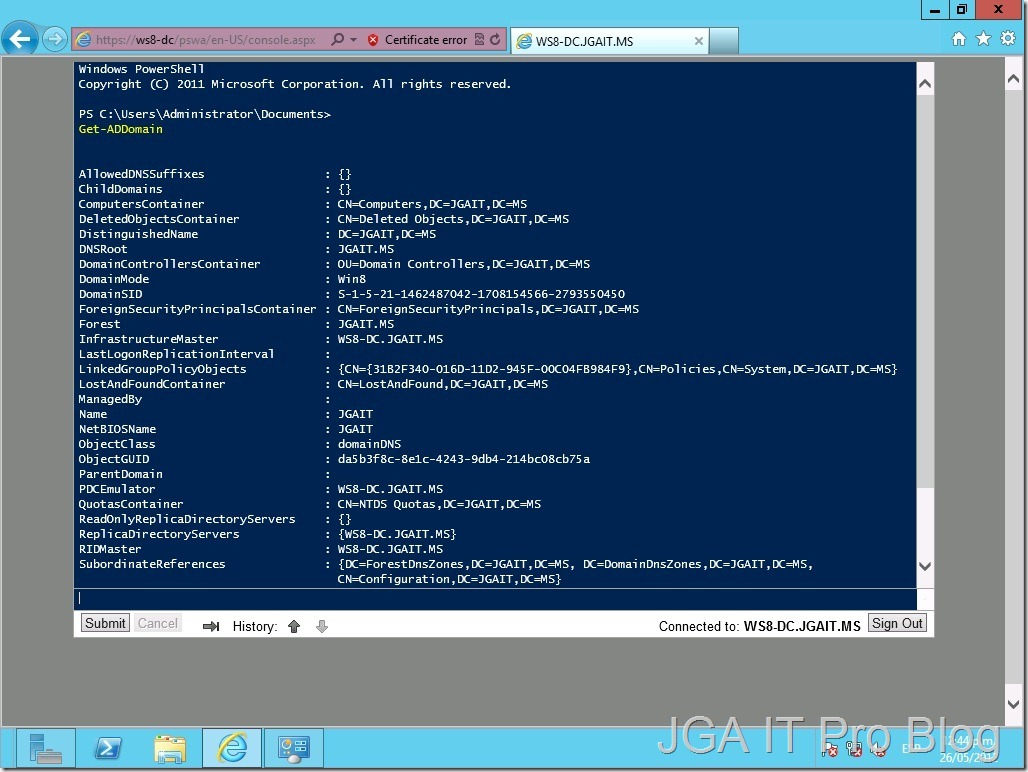 https://ws8-dc/pswa/en-US/console.aspx
Certificate error
WS8-DC.JGAIT.MS
Windows PowerShell
Copyright (C) 2011 Microsoft Corporation. All rights reserved.
PS C:\Users\Administrator\Documents>
Get-ADDomain
AllowedDNSSuffixes : {}
ChildDomains : {}
ComputersContainer : CN=Computers,DC=JGAIT,DC=MS
DeletedObjectsContainer : CN=Deleted Objects,DC=JGAIT,DC=MS
DistinguishedName : DC=JGAIT,DC=MS
DNSRoot : JGAIT.MS
DomainControllersContainer : OU=Domain Controllers,DC=JGAIT,DC=MS
DomainMode : Win8
DomainSID : S-1-5-21-1462487042-1708154566-2793550450
ForeignSecurityPrincipalsContainer : CN=ForeignSecurityPrincipals,DC=JGAIT,DC=MS
Forest : JGAIT.MS
InfrastructureMaster : WS8-DC.JGAIT.MS
LastLogonReplicationInterval :
LinkedGroupPolicyObjects : {CN={31B2F340-016D-11D2-945F-00C04FB984F9},CN=Policies,CN=System,DC=JGAIT,DC=MS}
LostAndFoundContainer : CN=LostAndFound,DC=JGAIT,DC=MS
ManagedBy :
Name : JGAIT
NetBIOSName : JGAIT
ObjectClass : domainDNS
ObjectGUID : da5b3f8c-8e1c-4243-9db4-214bc08cb75a
ParentDomain :
PDCEmulator : WS8-DC.JGAIT.MS
QuotasContainer : CN=NTDS Quotas,DC=JGAIT,DC=MS
ReadOnlyReplicaDirectoryServers : {}
ReplicaDirectoryServers : {WS8-DC.JGAIT.MS}
RIDMaster : WS8-DC.JGAIT.MS
SubordinateReferences : {DC=ForestDnsZones,DC=JGAIT,DC=MS, DC=DomainDnsZones,DC=JGAIT,DC=MS,
CN=Configuration,DC=JGAIT,DC=MS}
Submit Cancel History: Connected to: WS8-DC.JGAIT.MS Sign Out
JGA IT Pro Blog